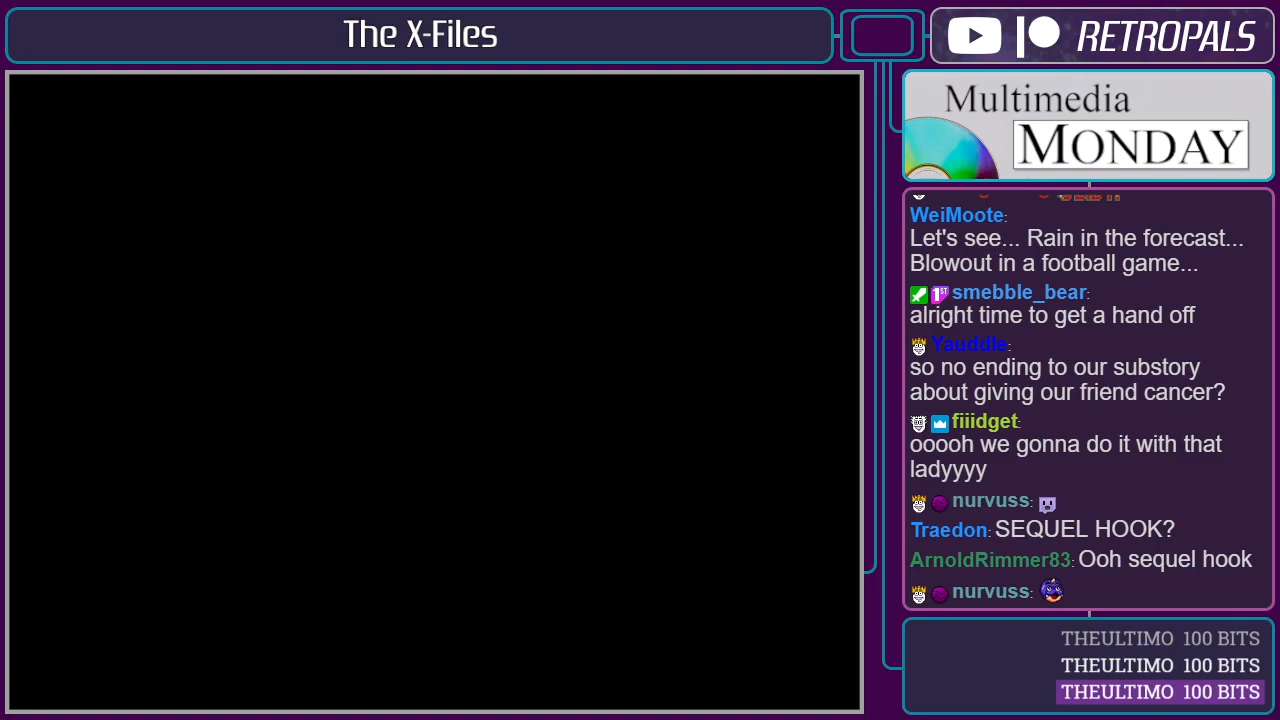 The X-Files
RETROPALS
Multimedia
MONDAY
WeiMoote:
Let's see... Rain in the forecast...
Blowout in a football game...
1ST smebble_bear:
alright time to get a hand off
Yauddle:
so no ending to our substory
about giving our friend cancer?
fiiidget:
ooooh we gonna do it with that
ladyyyy
nurvuss:
Traedon: SEQUEL HOOK?
ArnoldRimmer83: Ooh sequel hook
nurvuss:
THEULTIMO 100 BITS
THEULTIMO 100 BITS
THEULTIMO 100 BITS